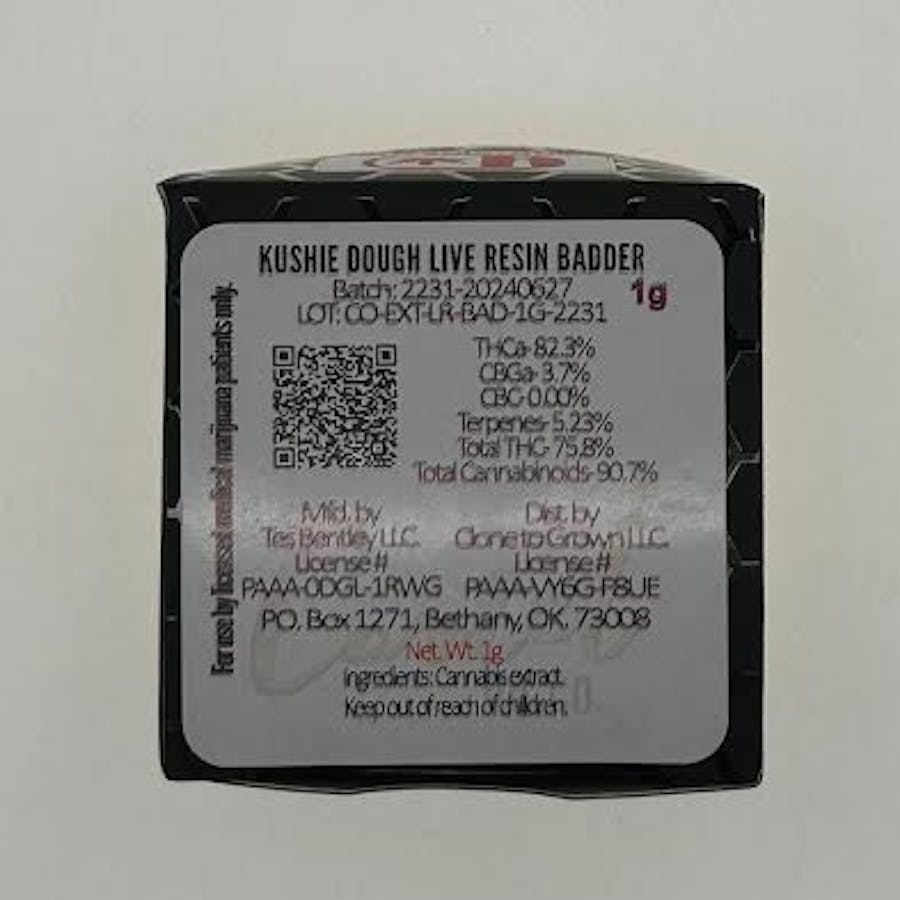 KUSHIE DOUGH LIVE RESIN BADDER
Batch: 2231-20240627
1g
LOT: CO-EXT-LR-BAD-1G-2231
THCa- 82.3%
CBGa- 3.7%
CBG- 0.00%
Terpenes- 5.23%
Total THC- 75.8%
Total Cannabinoids- 90.7%
Mfd. by
Tes Bentley LLC.
License #
PAAA-0DGL-1RWG
Dist. by
Clone to Grown LLC.
License #
PAAA-VY6G-F8UE
P.O. Box 1271, Bethany, OK. 73008
Net. Wt. 1g
Ingredients: Cannabis extract.
Keep out of reach of children.
For use by licensed medical marijuana patients only.